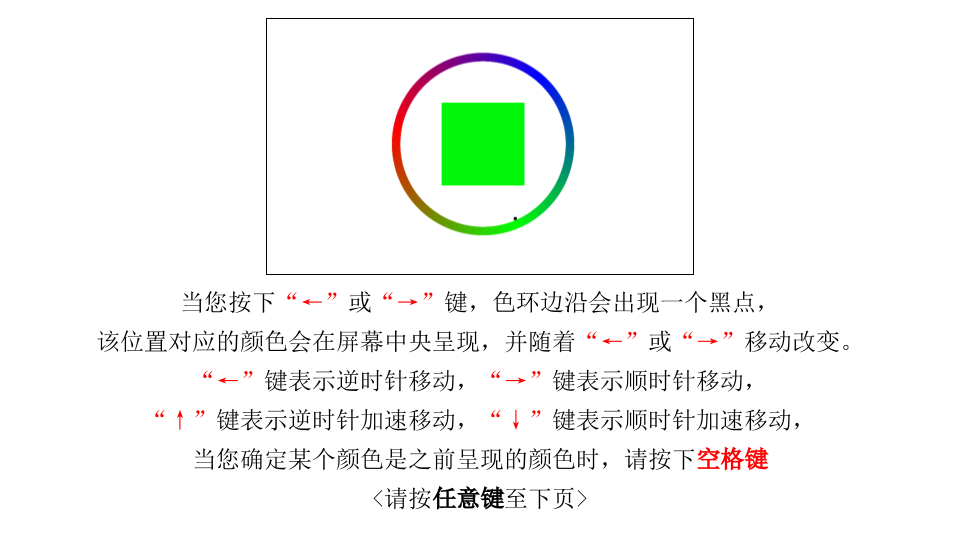 当您按下“←”或“→”键，色环边沿会出现一个黑点，
该位置对应的颜色会在屏幕中央呈现，并随着“←”或“→”移动改变。
“←”键表示逆时针移动，“→”键表示顺时针移动，
“↑”键表示逆时针加速移动，“↓”键表示顺时针加速移动，
当您确定某个颜色是之前呈现的颜色时，请按下空格键
<请按任意键至下页>